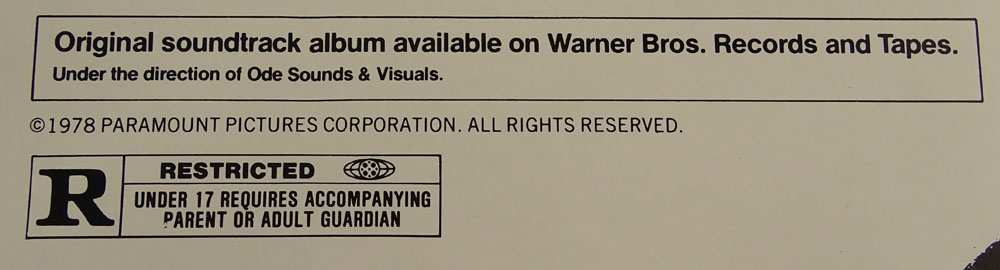 Original soundtrack album available on Warner Bros. Records and Tapes.
Under the direction of Ode Sounds & Visuals.
©1978 PARAMOUNT PICTURES CORPORATION. ALL RIGHTS RESERVED.
R
RESTRICTED
UNDER 17 REQUIRES ACCOMPANYING
PARENT OR ADULT GUARDIAN